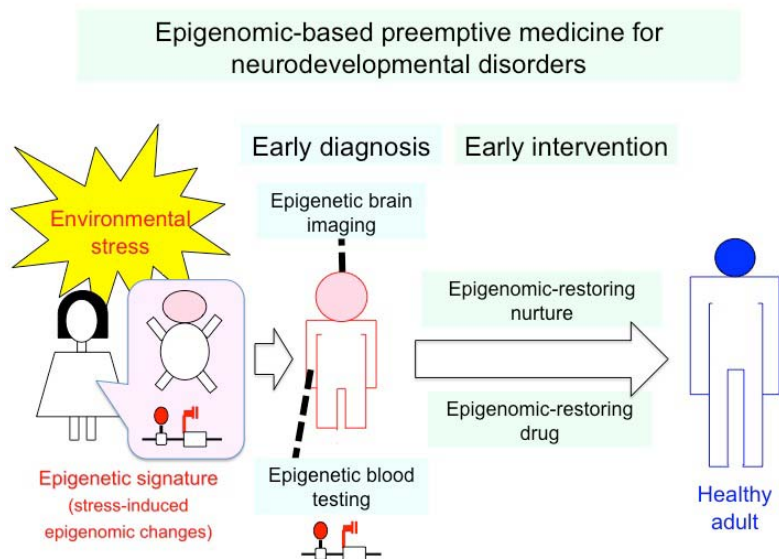 Epigenomic-based preemptive medicine for
neurodevelopmental disorders
Early diagnosis
Early intervention
Environmental
stress
Epigenetic brain
imaging
Epigenomic-restoring
nurture
Epigenomic-restoring
drug
Epigenetic signature
(stress-induced
epigenomic changes)
Epigenetic blood
testing
Healthy
adult